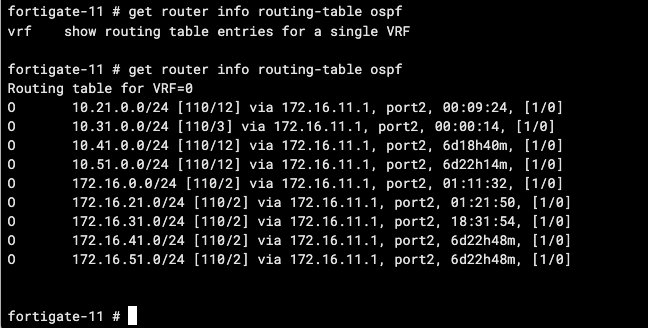 fortigate-11 # get router info routing-table ospf
vrf    show routing table entries for a single VRF
fortigate-11 # get router info routing-table ospf
Routing table for VRF=0
O       10.21.0.0/24 [110/12] via 172.16.11.1, port2, 00:09:24, [1/0]
O       10.31.0.0/24 [110/3] via 172.16.11.1, port2, 00:00:14, [1/0]
O       10.41.0.0/24 [110/12] via 172.16.11.1, port2, 6d18h40m, [1/0]
O       10.51.0.0/24 [110/12] via 172.16.11.1, port2, 6d22h14m, [1/0]
O       172.16.0.0/24 [110/2] via 172.16.11.1, port2, 01:11:32, [1/0]
O       172.16.21.0/24 [110/2] via 172.16.11.1, port2, 01:21:50, [1/0]
O       172.16.31.0/24 [110/2] via 172.16.11.1, port2, 18:31:54, [1/0]
O       172.16.41.0/24 [110/2] via 172.16.11.1, port2, 6d22h48m, [1/0]
O       172.16.51.0/24 [110/2] via 172.16.11.1, port2, 6d22h48m, [1/0]
fortigate-11 #